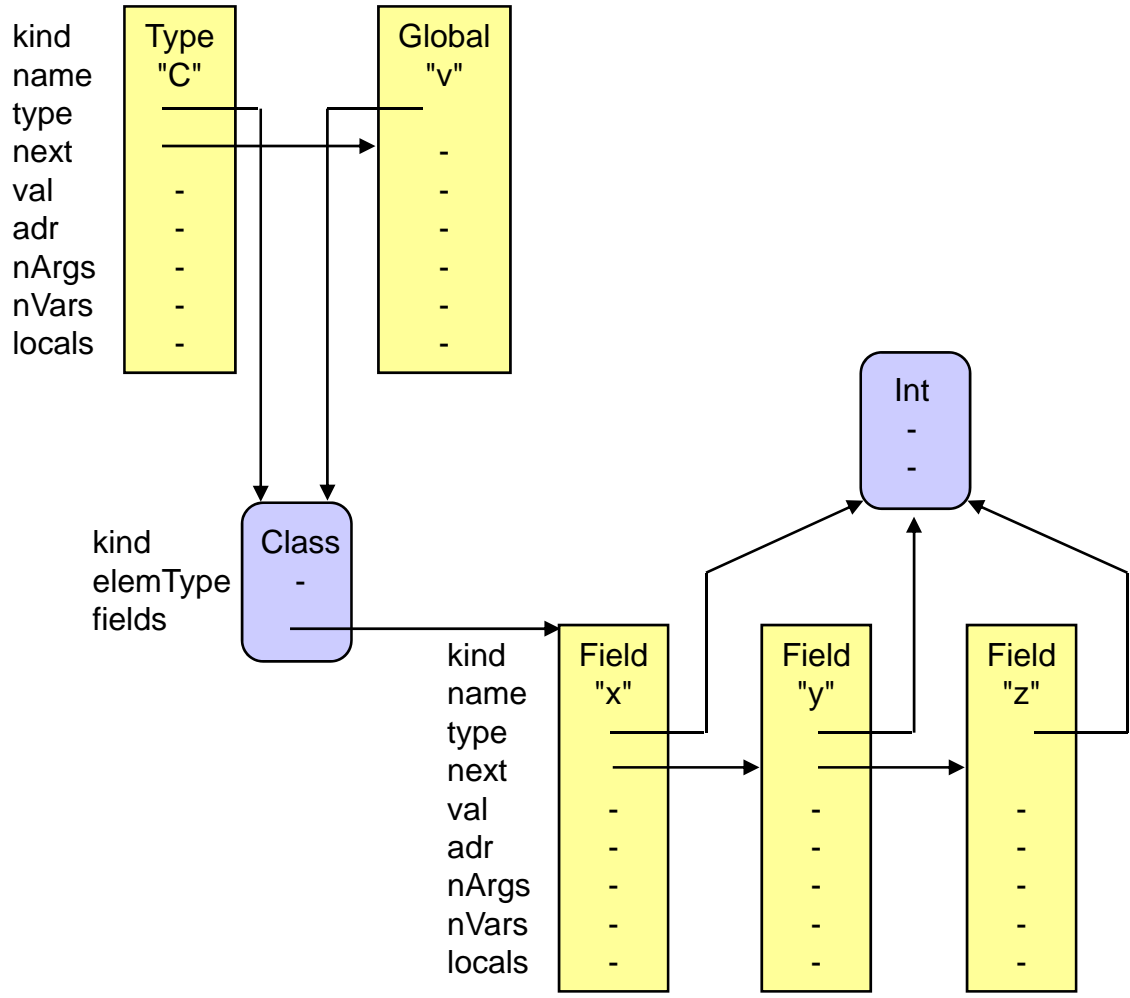 kind Type Global
name "C" "v"
type
next -
val - -
adr - -
nArgs - -
nVars - -
locals - -
Int
-
-
kind Class
elemType -
fields
kind Field Field Field
name "x" "y" "z"
type
next
val - - -
adr - - -
nArgs - - -
nVars - - -
locals - - -